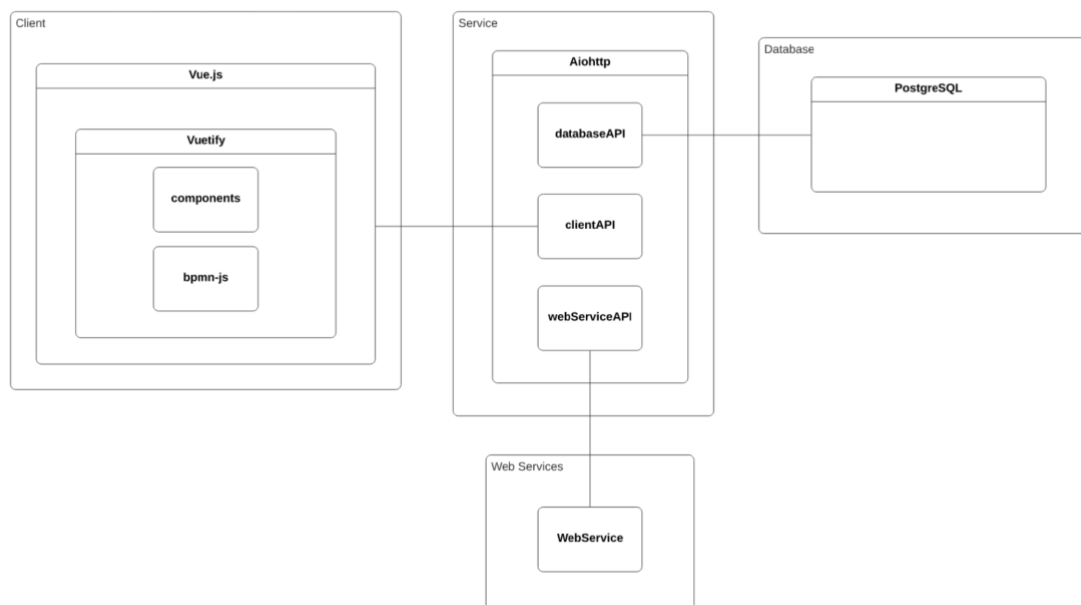 Client
Vue.js
Vuetify
components
bpmn-js
Service
Aiohttp
databaseAPI
clientAPI
webServiceAPI
Database
PostgreSQL
Web Services
WebService